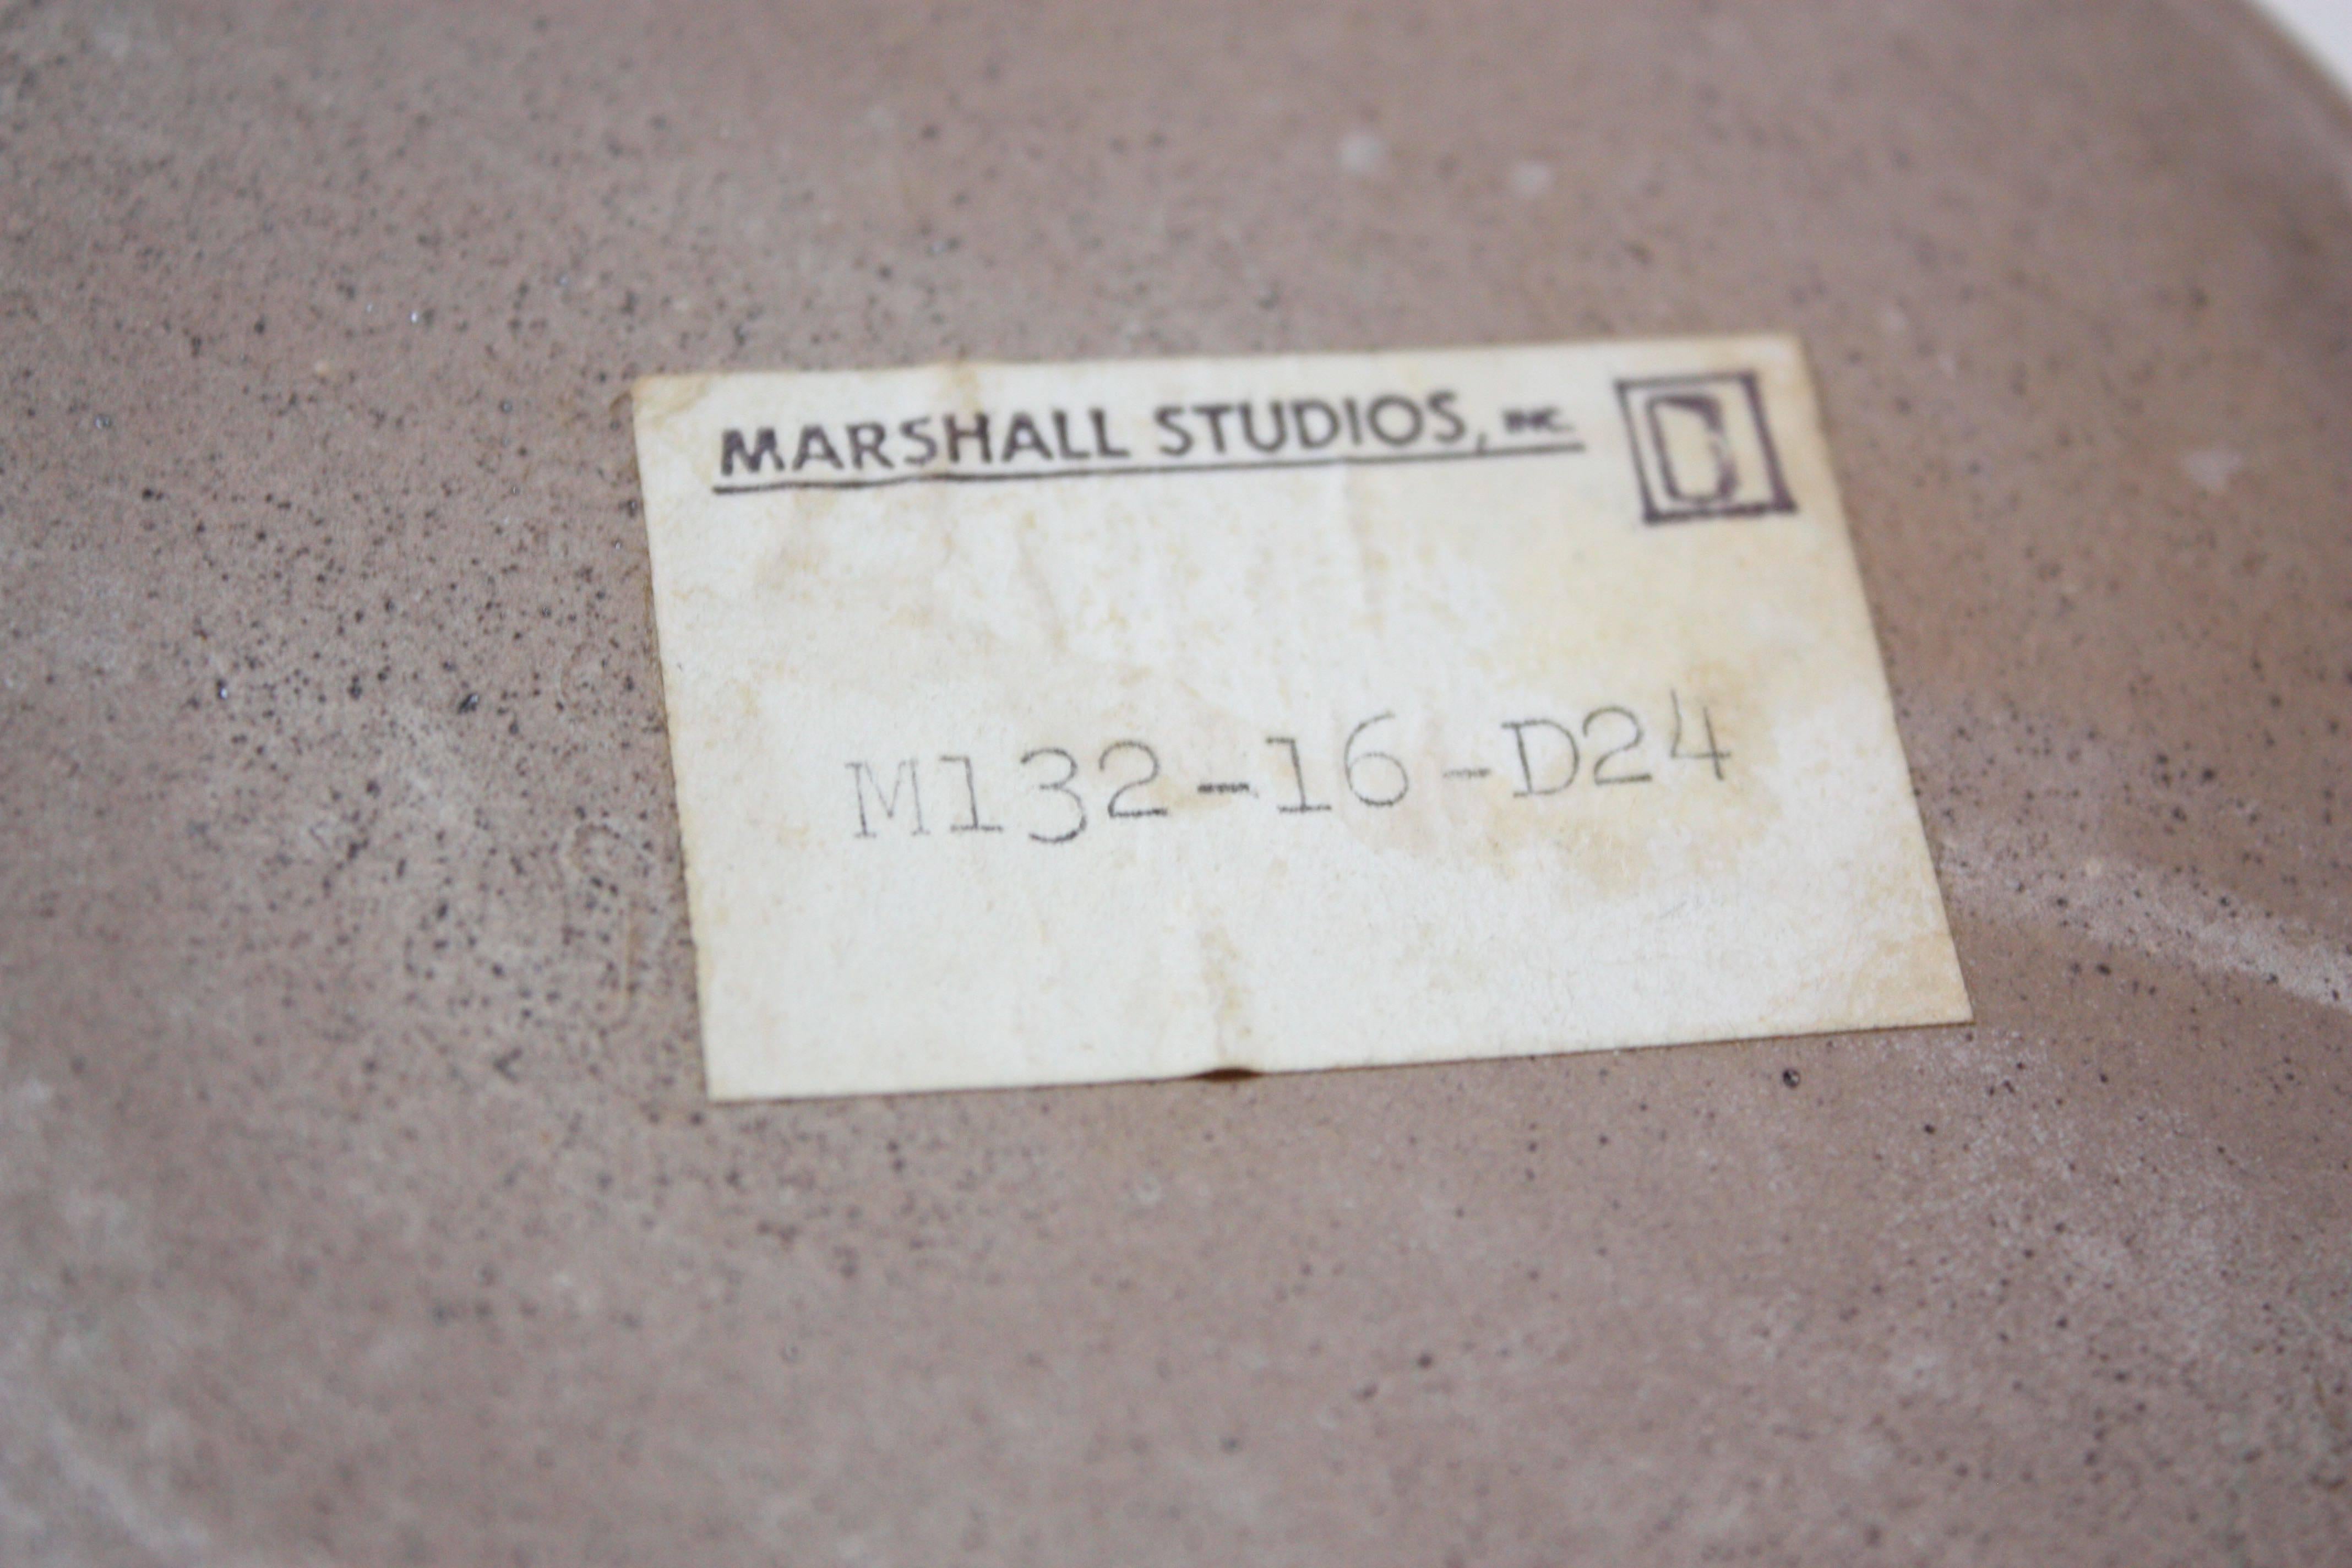 MARSHALL STUDIOS, INC.
M132-16-D24